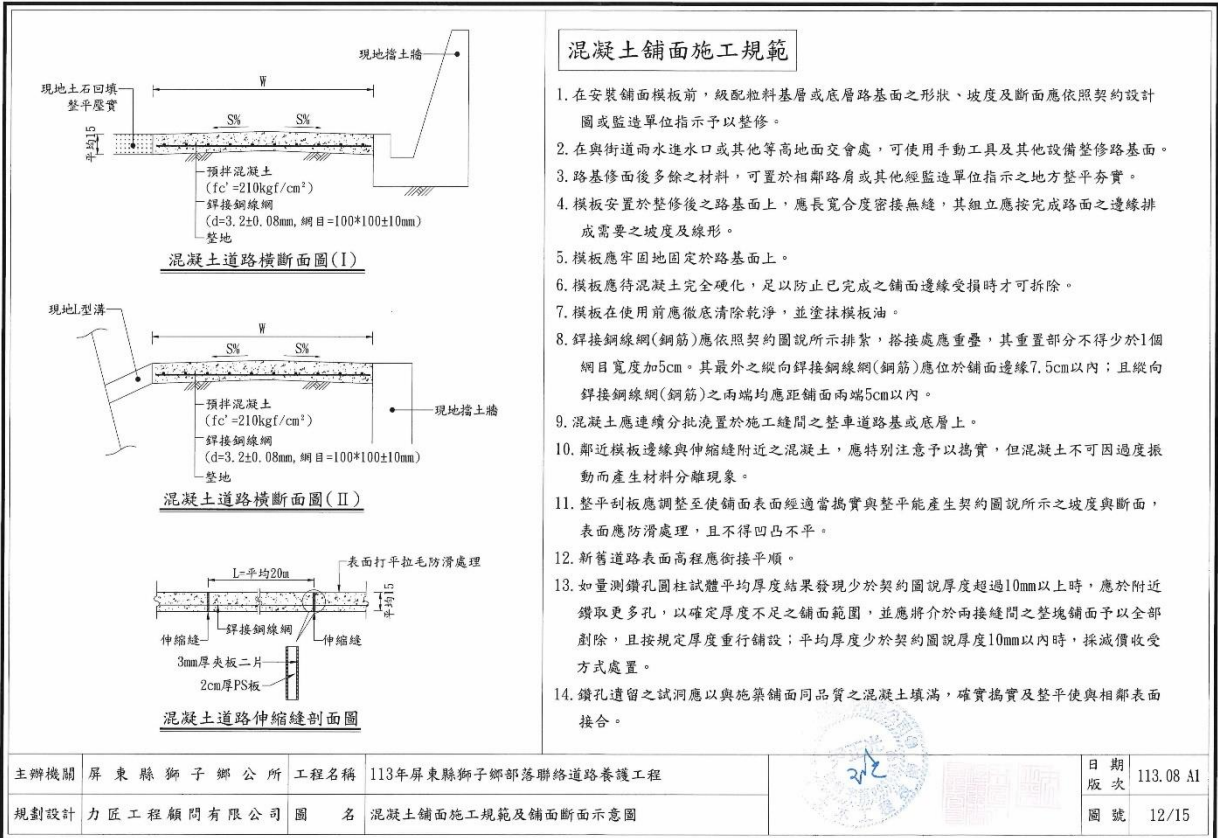 現地擋土牆
現地土石回填
整平壓實
W
S%
S%
平均15
預拌混凝土
(fc'=210kgf/cm²)
銲接鋼線網
(d=3.2±0.08mm,網目=100*100±10mm)
整地
混凝土道路橫斷面圖(I)
現地L型溝
W
S%
S%
預拌混凝土
(fc'=210kgf/cm²)
銲接鋼線網
(d=3.2±0.08mm,網目=100*100±10mm)
整地
現地擋土牆
混凝土道路橫斷面圖(II)
表面打平拉毛防滑處理
L=平均20m
平均15
伸縮縫
銲接鋼線網
伸縮縫
3mm厚夾板二片
2cm厚PS板
混凝土道路伸縮縫剖面圖
混凝土舖面施工規範
1.在安裝舖面模板前，級配粒料基層或底層路基面之形狀、坡度及斷面應依照契約設計
圖或監造單位指示予以整修。
2.在與街道雨水進水口或其他等高地面交會處，可使用手動工具及其他設備整修路基面。
3.路基修面後多餘之材料，可置於相鄰路肩或其他經監造單位指示之地方整平夯實。
4.模板安置於整修後之路基面上，應長寬合度密接無縫，其組立應按完成路面之邊緣排
成需要之坡度及線形。
5.模板應牢固地固定於路基面上。
6.模板應待混凝土完全硬化，足以防止已完成之舖面邊緣受損時才可拆除。
7.模板在使用前應徹底清除乾淨，並塗抹模板油。
8.銲接鋼線網(鋼筋)應依照契約圖說所示排紮，搭接處應重疊，其重置部分不得少於1個
網目寬度加5cm。其最外之縱向銲接鋼線網(鋼筋)應位於舖面邊緣7.5cm以內；且縱向
銲接鋼線網(鋼筋)之兩端均應距舖面兩端5cm以內。
9.混凝土應連續分批澆置於施工縫間之整車道路基或底層上。
10.鄰近模板邊緣與伸縮縫附近之混凝土，應特別注意予以搗實，但混凝土不可因過度振
動而產生材料分離現象。
11.整平刮板應調整至使舖面表面經適當搗實與整平能產生契約圖說所示之坡度與斷面，
表面應防滑處理，且不得凹凸不平。
12.新舊道路表面高程應銜接平順。
13.如量測鑽孔圓柱試體平均厚度結果發現少於契約圖說厚度超過10mm以上時，應於附近
鑽取更多孔，以確定厚度不足之舖面範圍，並應將介於兩接縫間之整塊舖面予以全部
剷除，且按規定厚度重行舖設；平均厚度少於契約圖說厚度10mm以內時，採減價收受
方式處置。
14.鑽孔遺留之試洞應以與施築舖面同品質之混凝土填滿，確實搗實及整平使與相鄰表面
接合。
主辦機關 屏東縣獅子鄉公所 工程名稱 113年屏東縣獅子鄉部落聯絡道路養護工程
日期
版次 113.08 A1
規劃設計 力匠工程顧問有限公司 圖名 混凝土舖面施工規範及舖面斷面示意圖
圖號 12/15